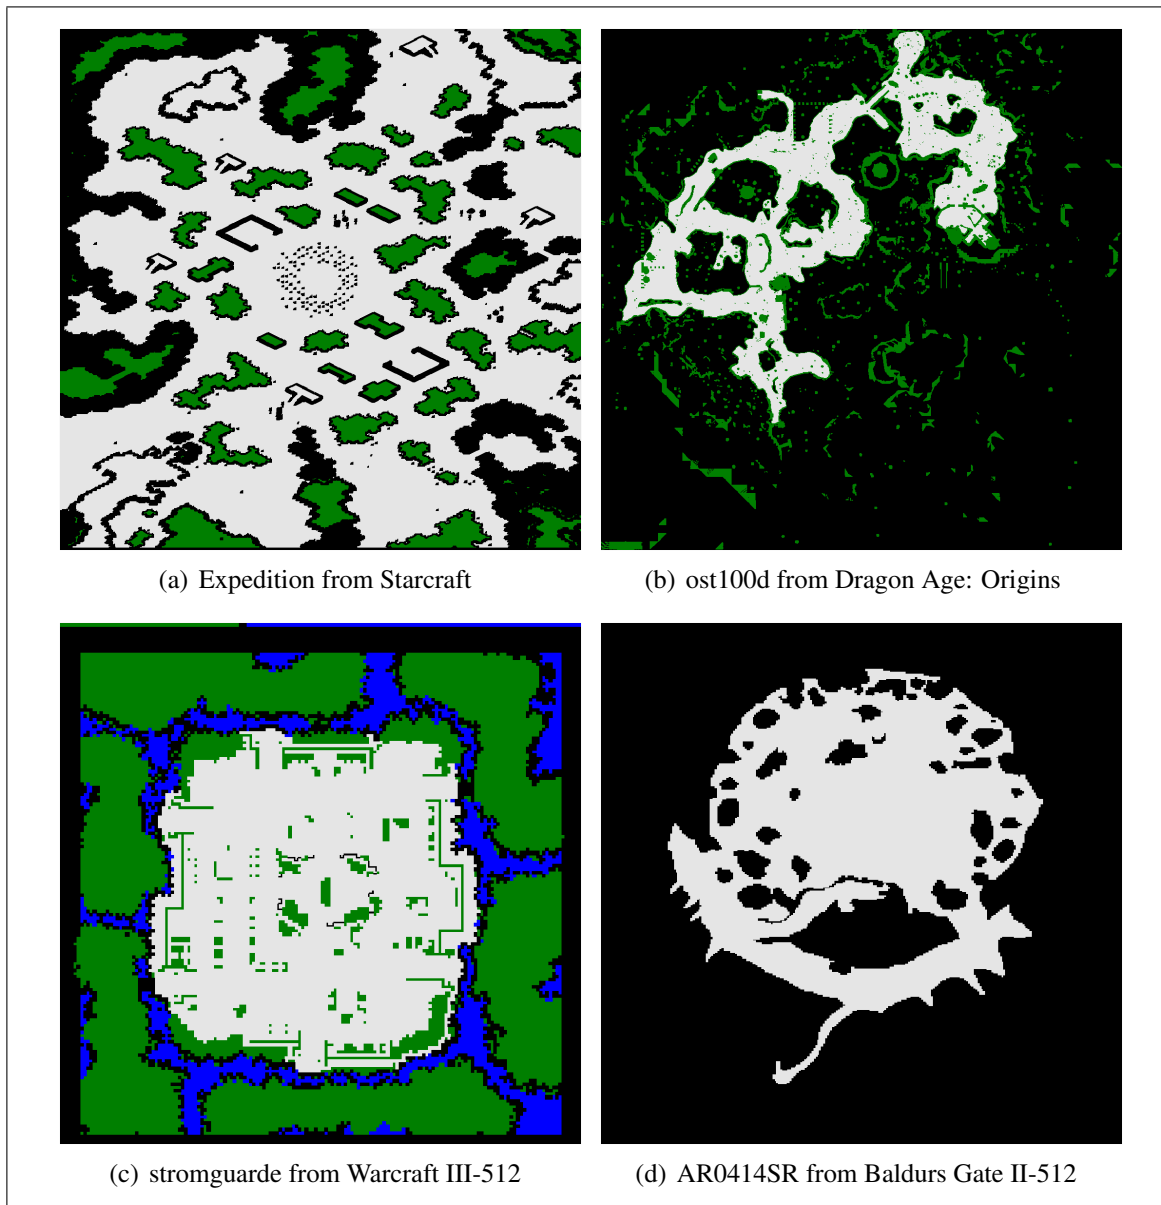 (a) Expedition from Starcraft
(b) ost100d from Dragon Age: Origins
(c) stromguarde from Warcraft III-512
(d) AR0414SR from Baldurs Gate II-512